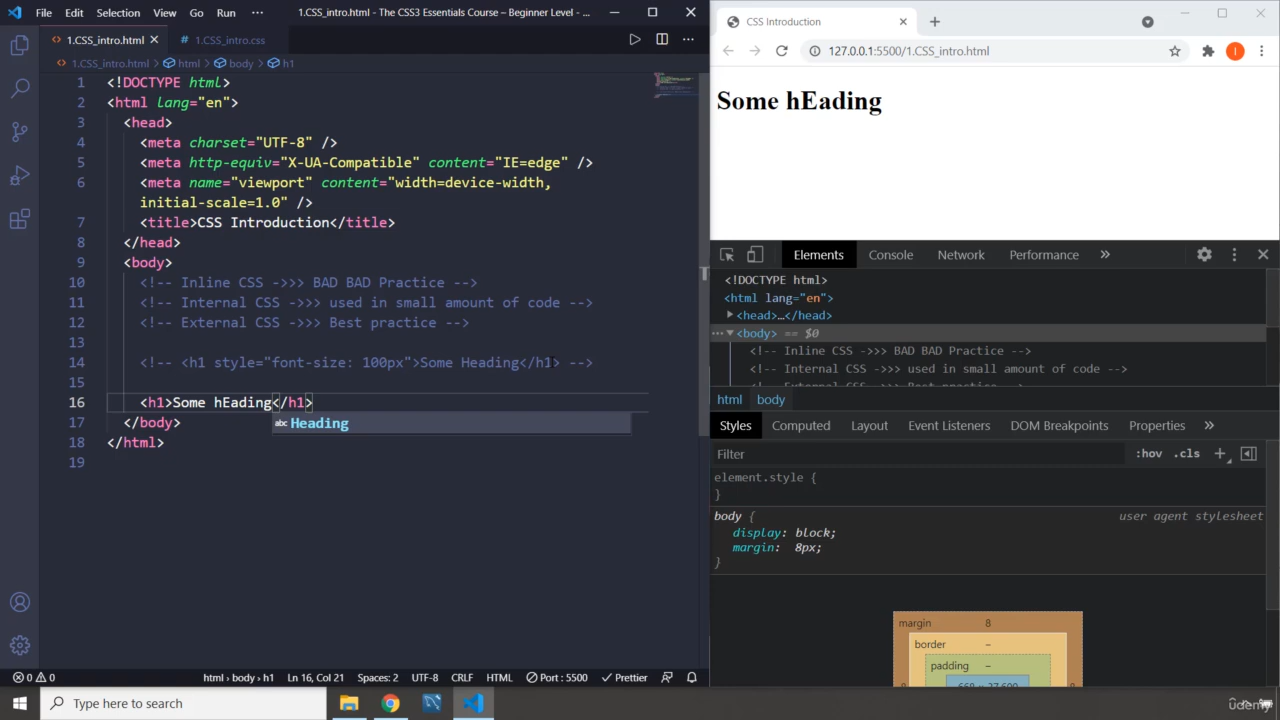 File Edit Selection View Go Run ··· 1.CSS_intro.html - The CSS3 Essentials Course ~ Beginner Level - ...
1.CSS_intro.html
1.CSS_intro.css
1.CSS_intro.html > html > body > h1
1 <!DOCTYPE html>
2 <html lang="en">
3 <head>
4 <meta charset="UTF-8" />
5 <meta http-equiv="X-UA-Compatible" content="IE=edge" />
6 <meta name="viewport" content="width=device-width,
initial-scale=1.0" />
7 <title>CSS Introduction</title>
8 </head>
9 <body>
10 <!-- Inline CSS ->>> BAD BAD Practice -->
11 <!-- Internal CSS ->>> used in small amount of code -->
12 <!-- External CSS ->>> Best practice -->
13
14 <!-- <h1 style="font-size: 100px">Some Heading</h1> -->
15
16 <h1>Some hEading</h1>
abc Heading
17 </body>
18 </html>
19
0 0
html > body > h1 Ln 16, Col 21 Spaces: 2 UTF-8 CRLF HTML Port : 5500 Prettier
CSS Introduction
127.0.0.1:5500/1.CSS_intro.html
I
Some hEading
Elements Console Network Performance »
<!DOCTYPE html>
<html lang="en">
<head>…</head>
<body> == $0
<!-- Inline CSS ->>> BAD BAD Practice -->
<!-- Internal CSS ->>> used in small amount of code -->
html body
Styles Computed Layout Event Listeners DOM Breakpoints Properties »
Filter :hov .cls +
element.style {
}
body { user agent stylesheet
display: block;
margin: 8px;
}
margin 8
border –
padding –
Type here to search
udemy